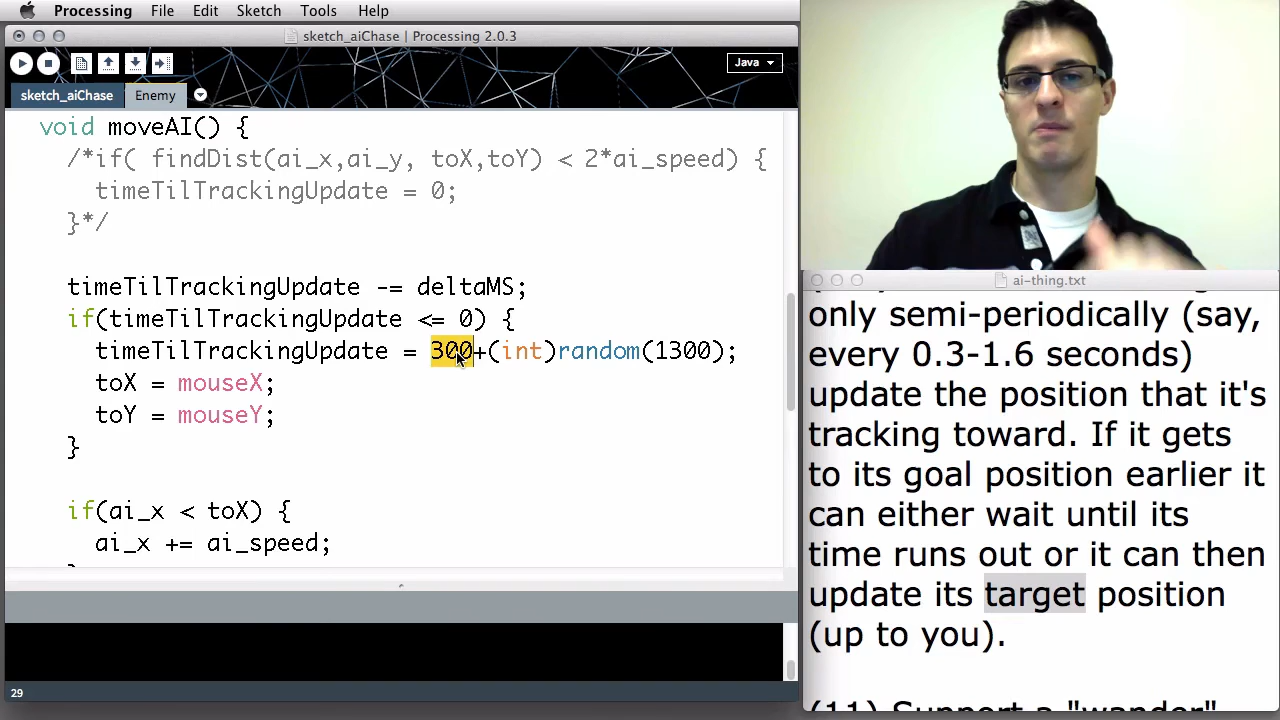 Processing File Edit Sketch Tools Help
sketch_aiChase | Processing 2.0.3
Java
sketch_aiChase Enemy
void moveAI() {
/*if( findDist(ai_x,ai_y, toX,toY) < 2*ai_speed) {
timeTilTrackingUpdate = 0;
}*/
timeTilTrackingUpdate -= deltaMS;
if(timeTilTrackingUpdate <= 0) {
timeTilTrackingUpdate = 300+(int)random(1300);
toX = mouseX;
toY = mouseY;
}
if(ai_x < toX) {
ai_x += ai_speed;
29
ai-thing.txt
only semi-periodically (say,
every 0.3-1.6 seconds)
update the position that it's
tracking toward. If it gets
to its goal position earlier it
can either wait until its
time runs out or it can then
update its target position
(up to you).
(11) Support a "wander"